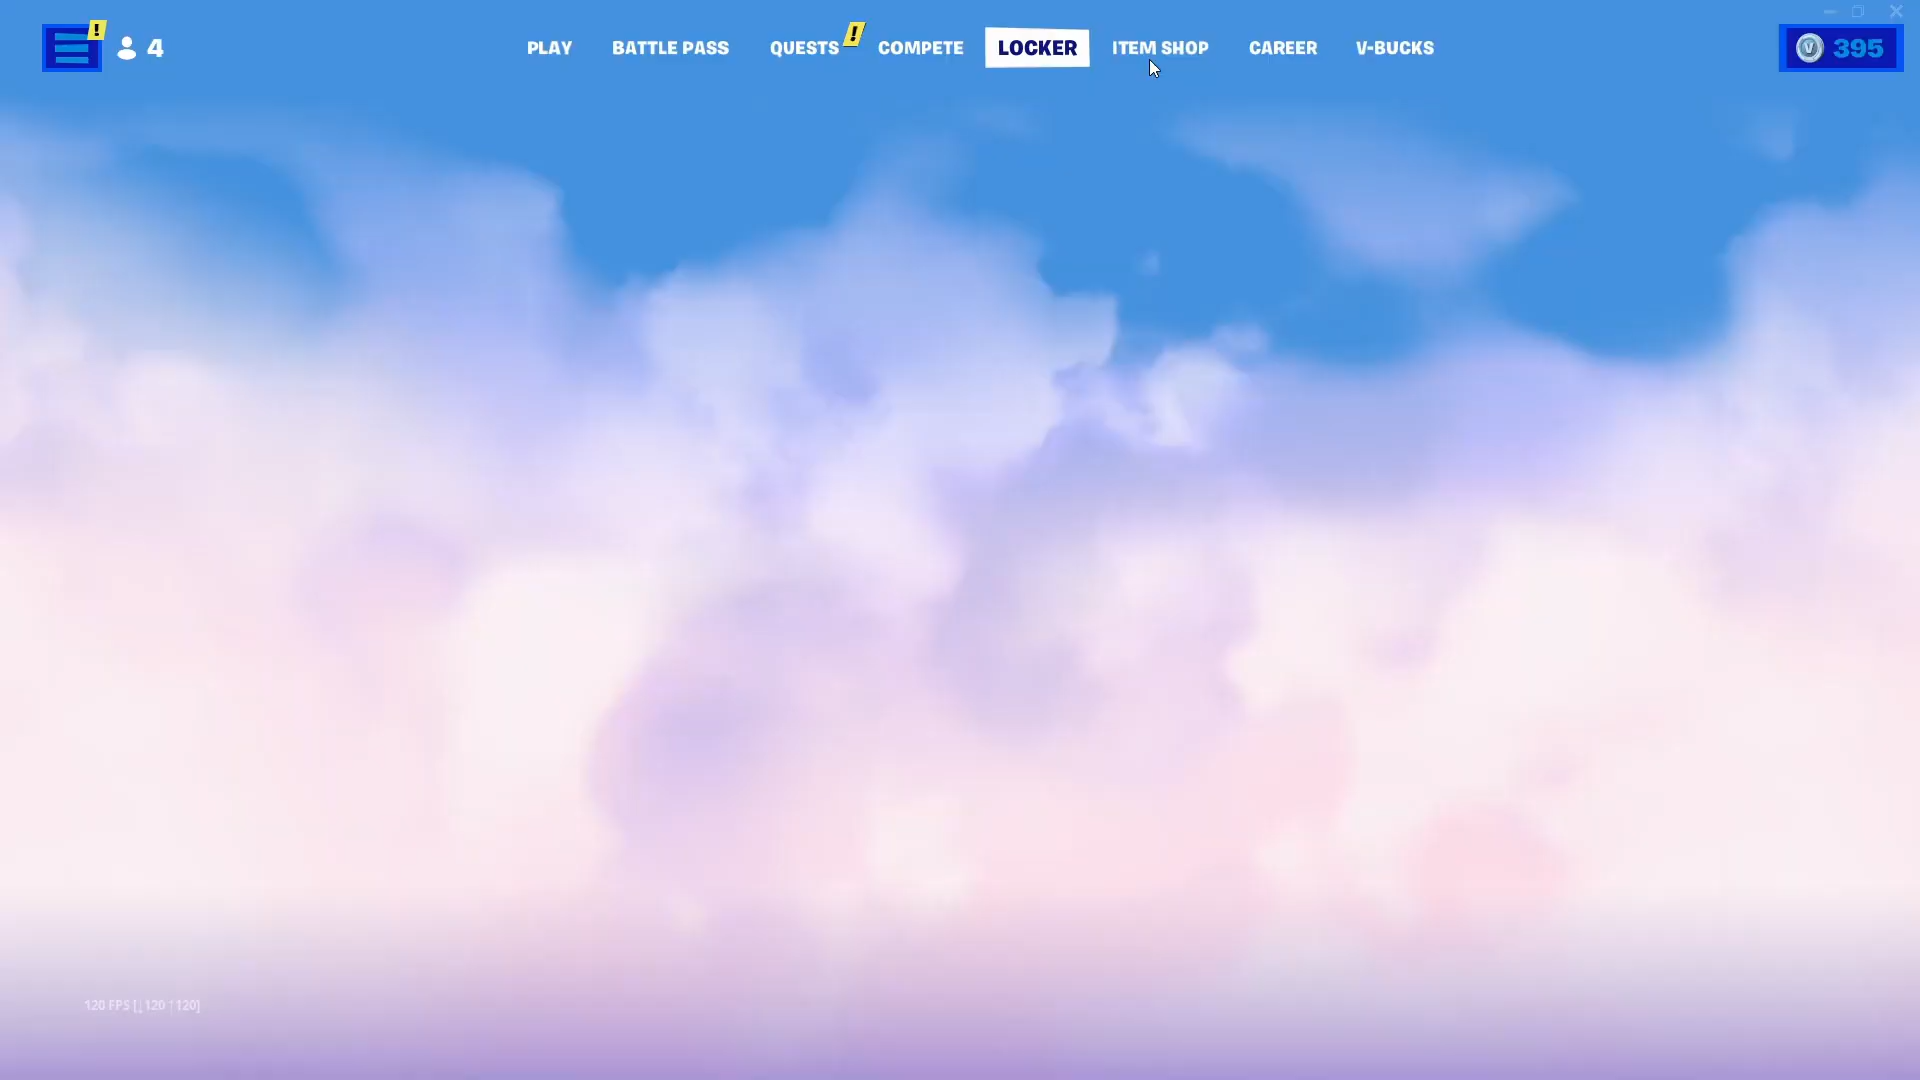 ! 4 PLAY BATTLE PASS QUESTS ! COMPETE LOCKER ITEM SHOP CAREER V-BUCKS V 395
120 FPS [↓120 ↑120]